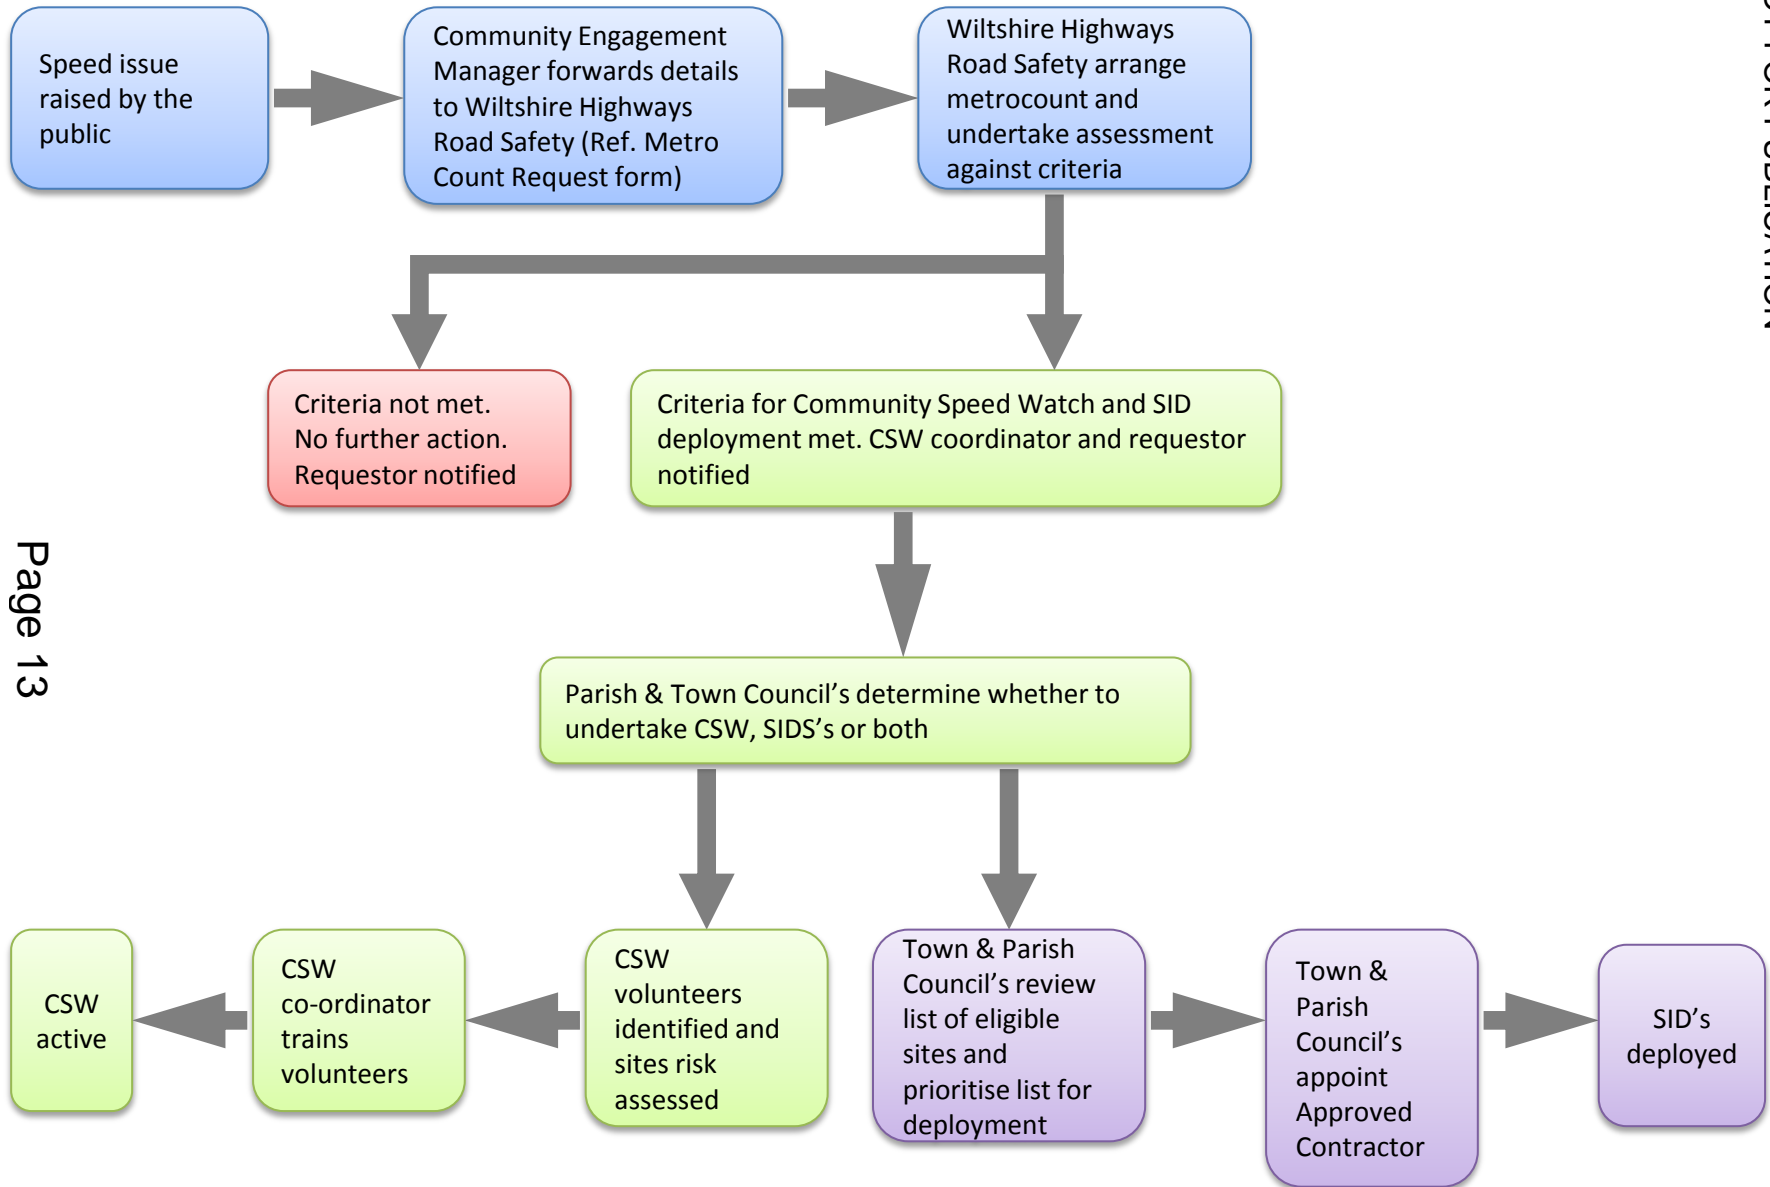 Speed issue
raised by the
public
Community Engagement
Manager forwards details
to Wiltshire Highways
Road Safety (Ref. Metro
Count Request form)
Wiltshire Highways
Road Safety arrange
metrocount and
undertake assessment
against criteria
Criteria not met.
No further action.
Requestor notified
Criteria for Community Speed Watch and SID
deployment met. CSW coordinator and requestor
notified
Parish & Town Council’s determine whether to
undertake CSW, SIDS’s or both
CSW
active
CSW
co-ordinator
trains
volunteers
CSW
volunteers
identified and
sites risk
assessed
Town & Parish
Council’s review
list of eligible
sites and
prioritise list for
deployment
Town &
Parish
Council’s
appoint
Approved
Contractor
SID’s
deployed
Page 13